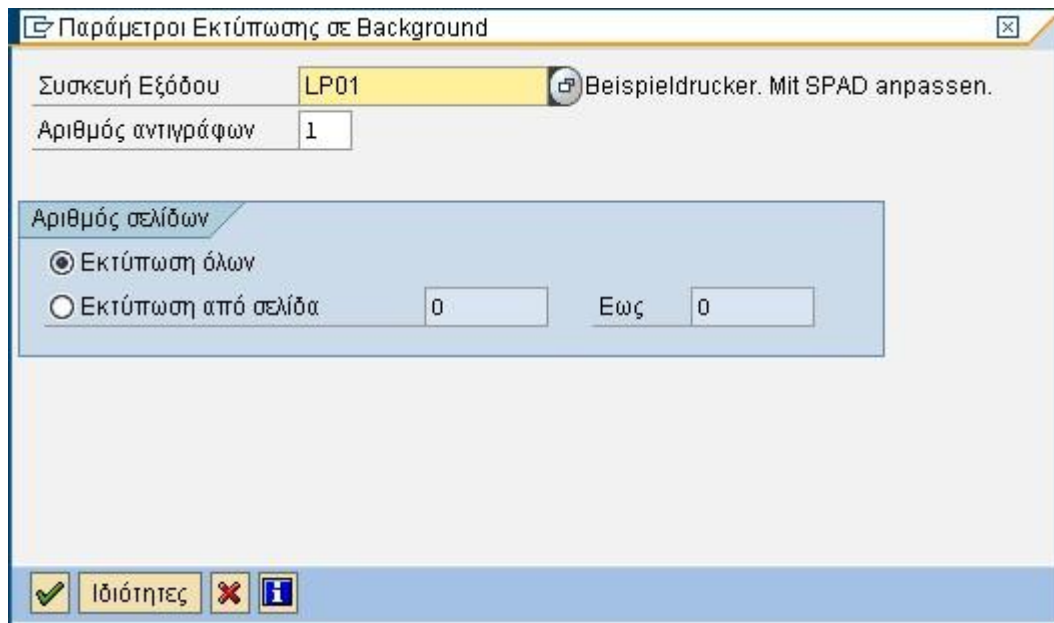 Παράμετροι Εκτύπωσης σε Background
Συσκευή Εξόδου LP01 Beispieldrucker. Mit SPAD anpassen.
Αριθμός αντιγράφων 1
Αριθμός σελίδων
Εκτύπωση όλων
Εκτύπωση από σελίδα 0 Εως 0
Ιδιότητες